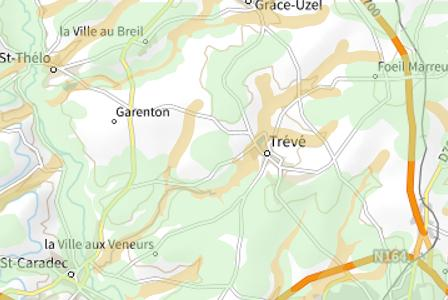 Grâce-Uzel
700
la Ville au Breil
St-Thélo
Foeil Marreu
Garenton
Trévé
la Ville aux Veneurs
N164
St-Caradec